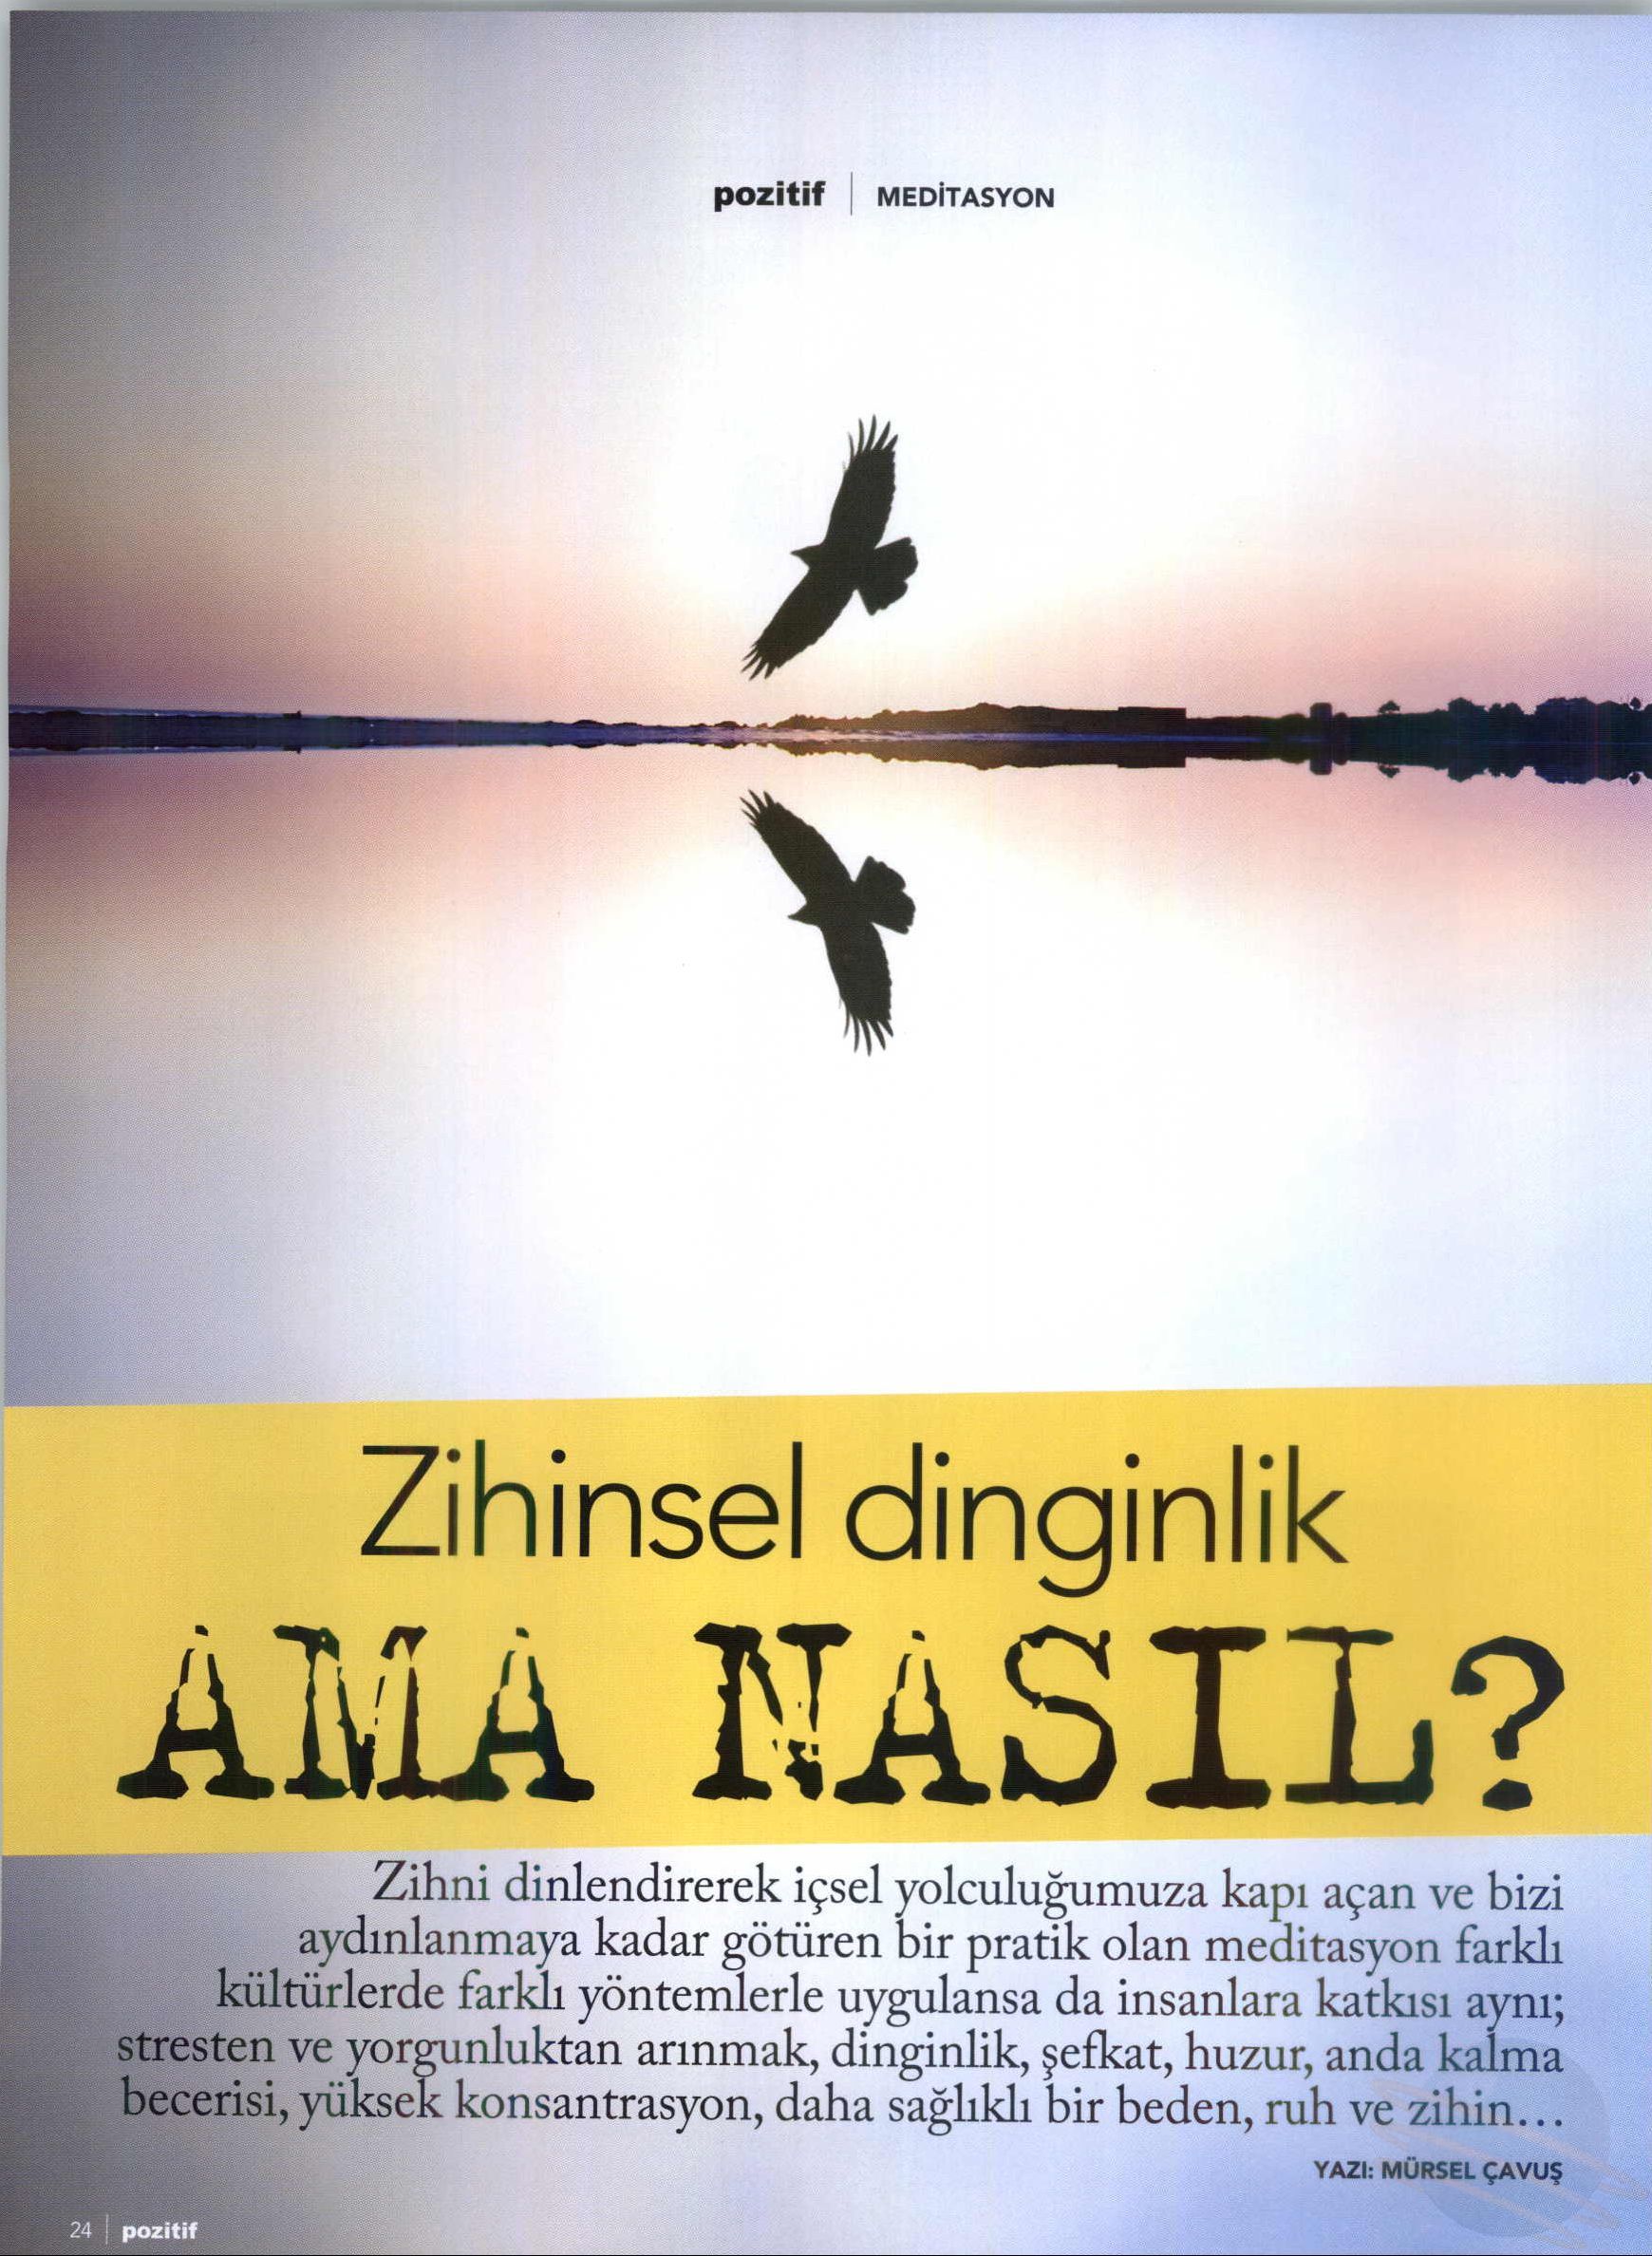 pozitif | MEDİTASYON
Zihinsel dinginlik
AMA NASIL?
Zihni dinlendirerek içsel yolculuğumuza kapı açan ve bizi
aydınlanmaya kadar götüren bir pratik olan meditasyon farklı
kültürlerde farklı yöntemlerle uygulansa da insanlara katkısı aynı;
stresten ve yorgunluktan arınmak, dinginlik, şefkat, huzur, anda kalma
becerisi, yüksek konsantrasyon, daha sağlıklı bir beden, ruh ve zihin...
YAZI: MÜRSEL ÇAVUŞ
24 | pozitif